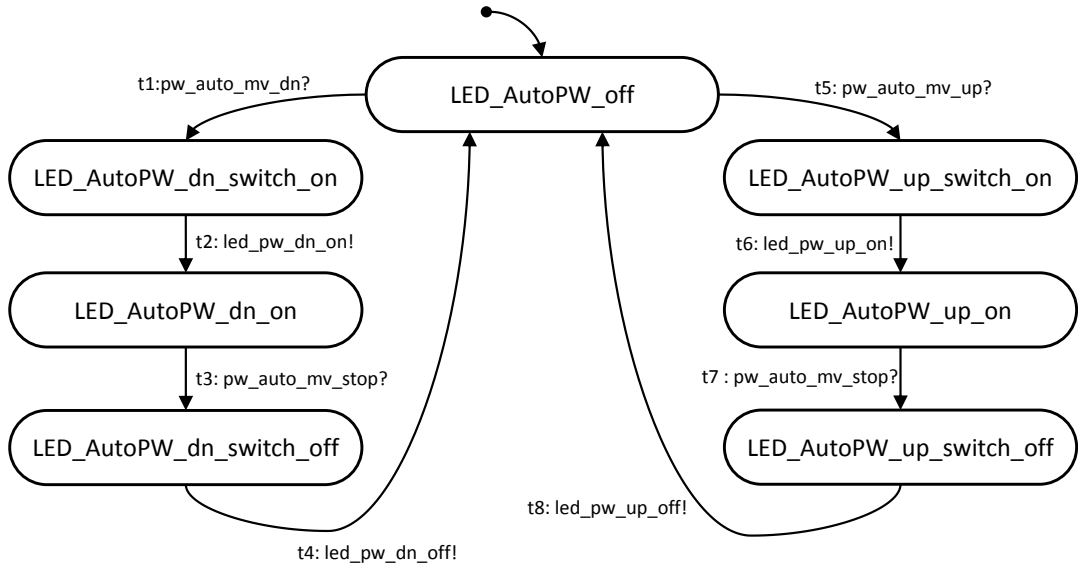 t1:pw_auto_mv_dn?
LED_AutoPW_off
t5: pw_auto_mv_up?
LED_AutoPW_dn_switch_on
LED_AutoPW_up_switch_on
t2: led_pw_dn_on!
t6: led_pw_up_on!
LED_AutoPW_dn_on
LED_AutoPW_up_on
t3: pw_auto_mv_stop?
t7 : pw_auto_mv_stop?
LED_AutoPW_dn_switch_off
LED_AutoPW_up_switch_off
t8: led_pw_up_off!
t4: led_pw_dn_off!